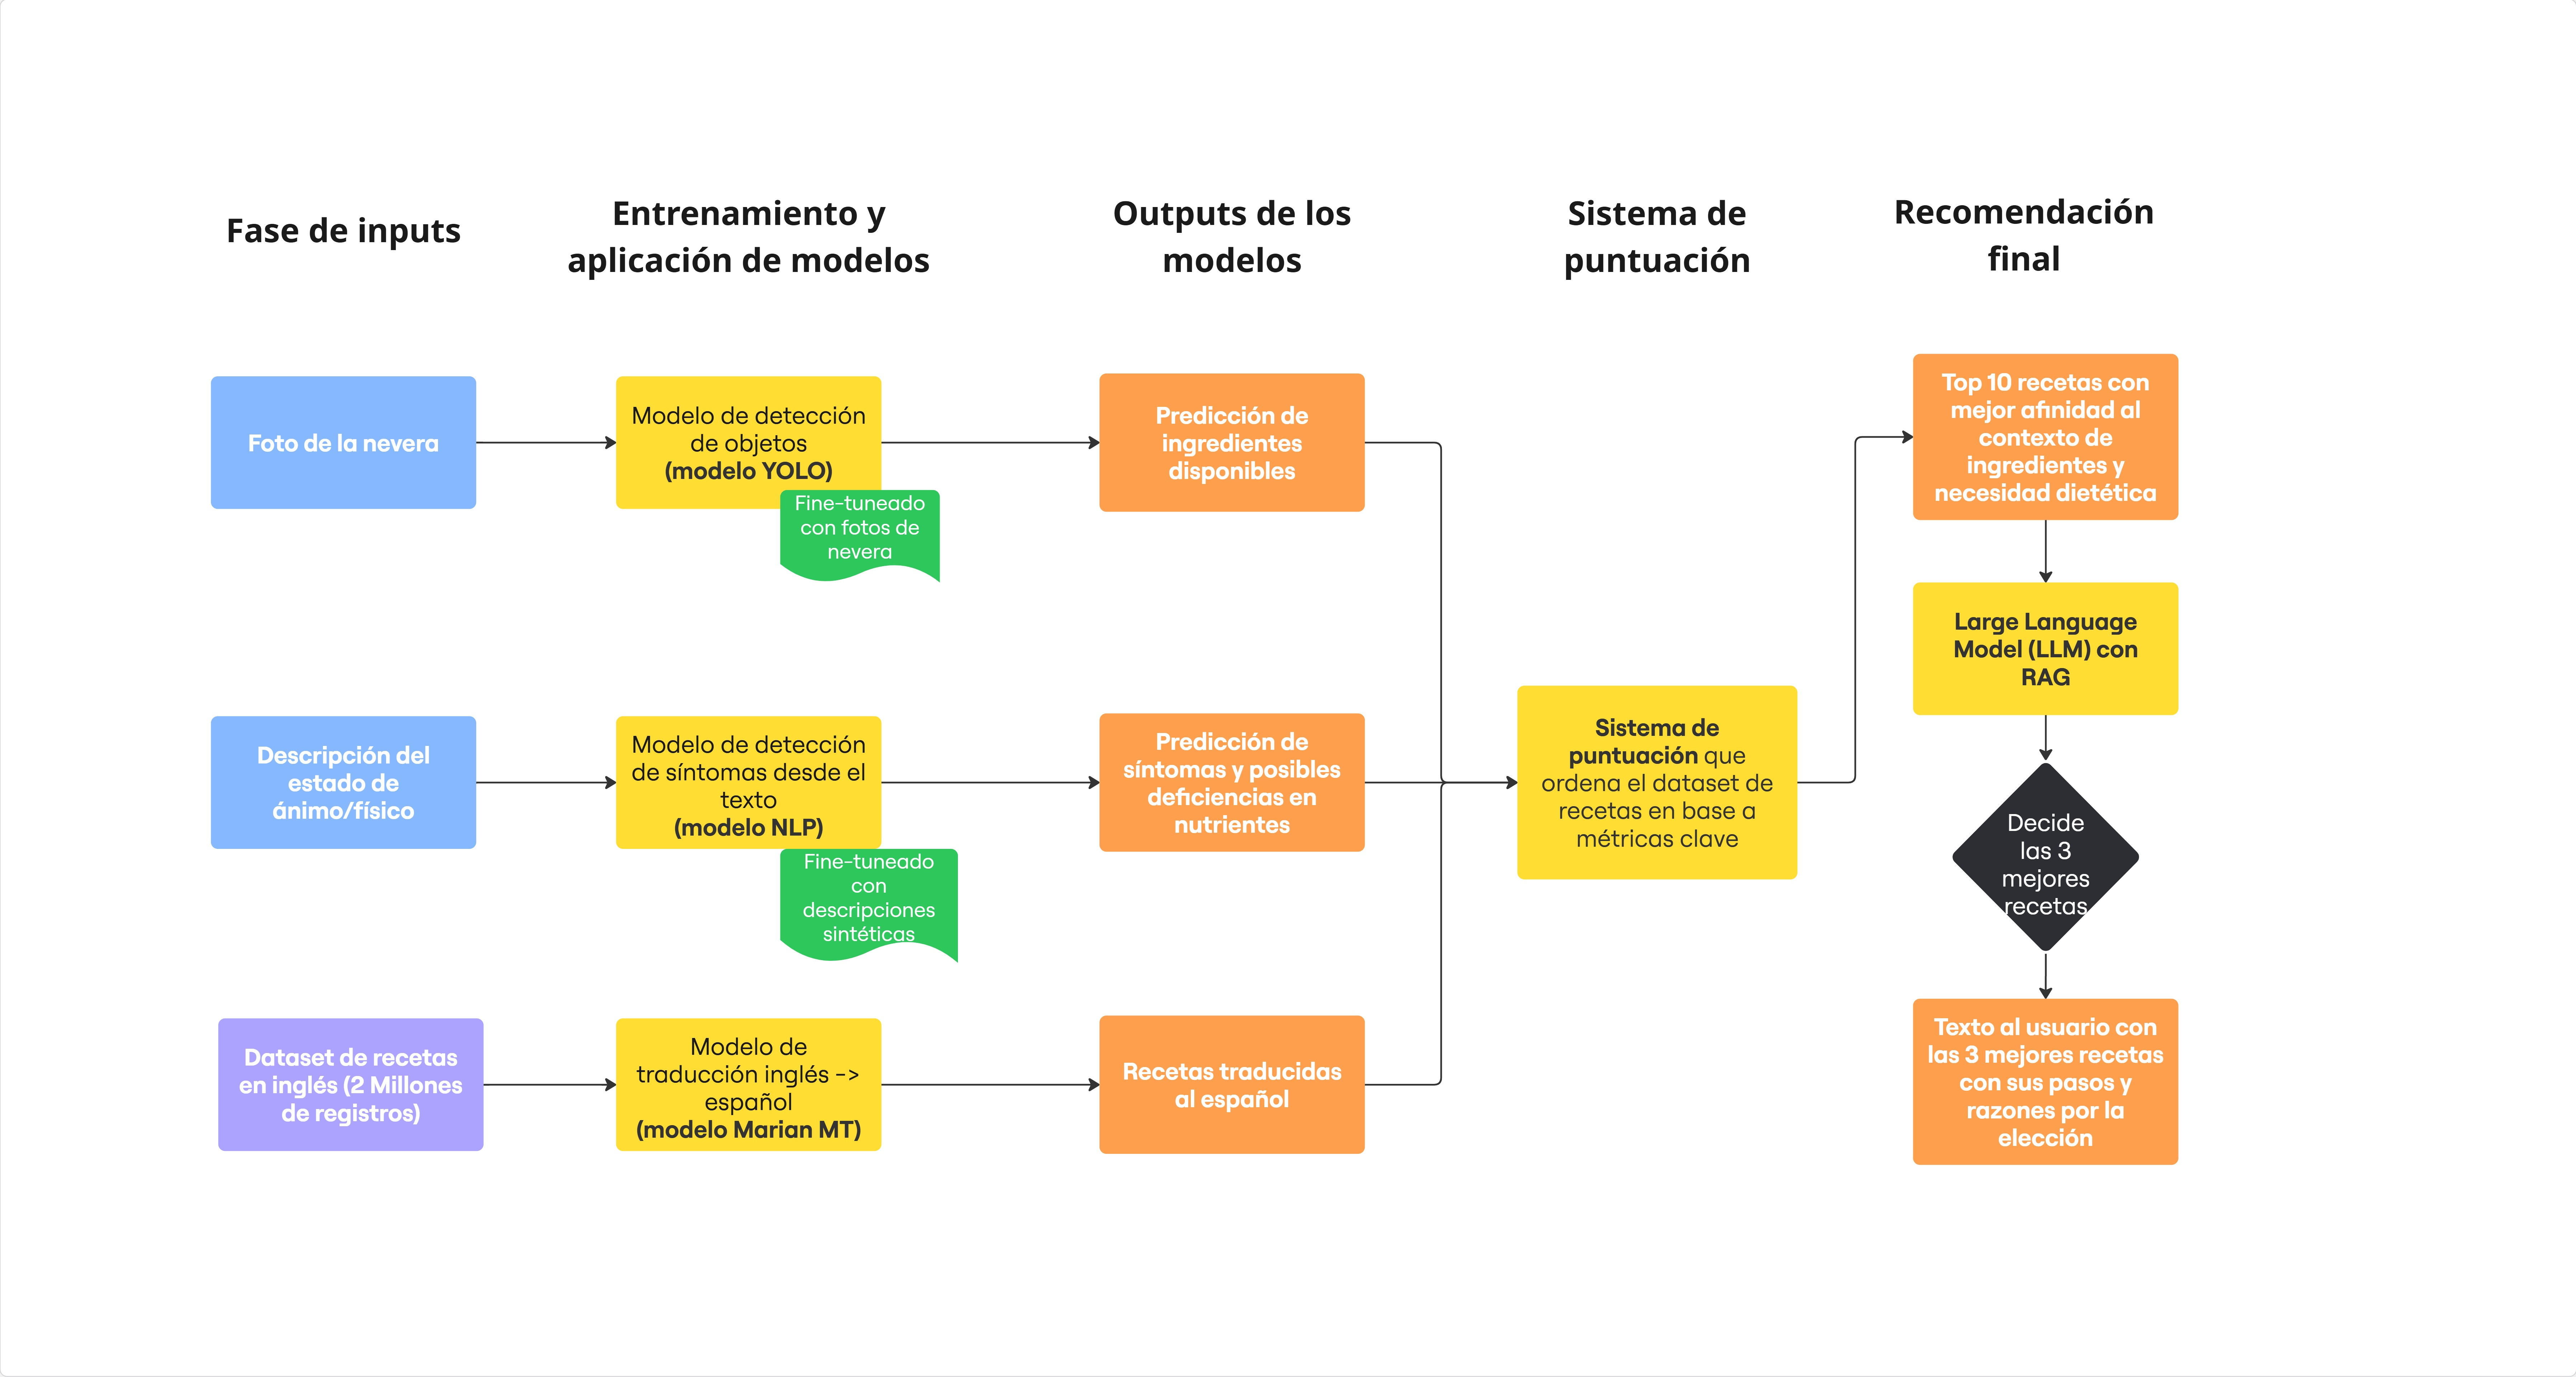 Fase de inputs
Entrenamiento y
aplicación de modelos
Outputs de los
modelos
Sistema de
puntuación
Recomendación
final
Foto de la nevera
Modelo de detección
de objetos
(modelo YOLO)
Fine-tuneado
con fotos de
nevera
Predicción de
ingredientes
disponibles
Descripción del
estado de
ánimo/físico
Modelo de detección
de síntomas desde el
texto
(modelo NLP)
Fine-tuneado
con
descripciones
sintéticas
Predicción de
síntomas y posibles
deficiencias en
nutrientes
Dataset de recetas
en inglés (2 Millones
de registros)
Modelo de
traducción inglés ->
español
(modelo Marian MT)
Recetas traducidas
al español
Sistema de
puntuación que
ordena el dataset de
recetas en base a
métricas clave
Top 10 recetas con
mejor afinidad al
contexto de
ingredientes y
necesidad dietética
Large Language
Model (LLM) con
RAG
Decide
las 3
mejores
recetas
Texto al usuario con
las 3 mejores recetas
con sus pasos y
razones por la
elección